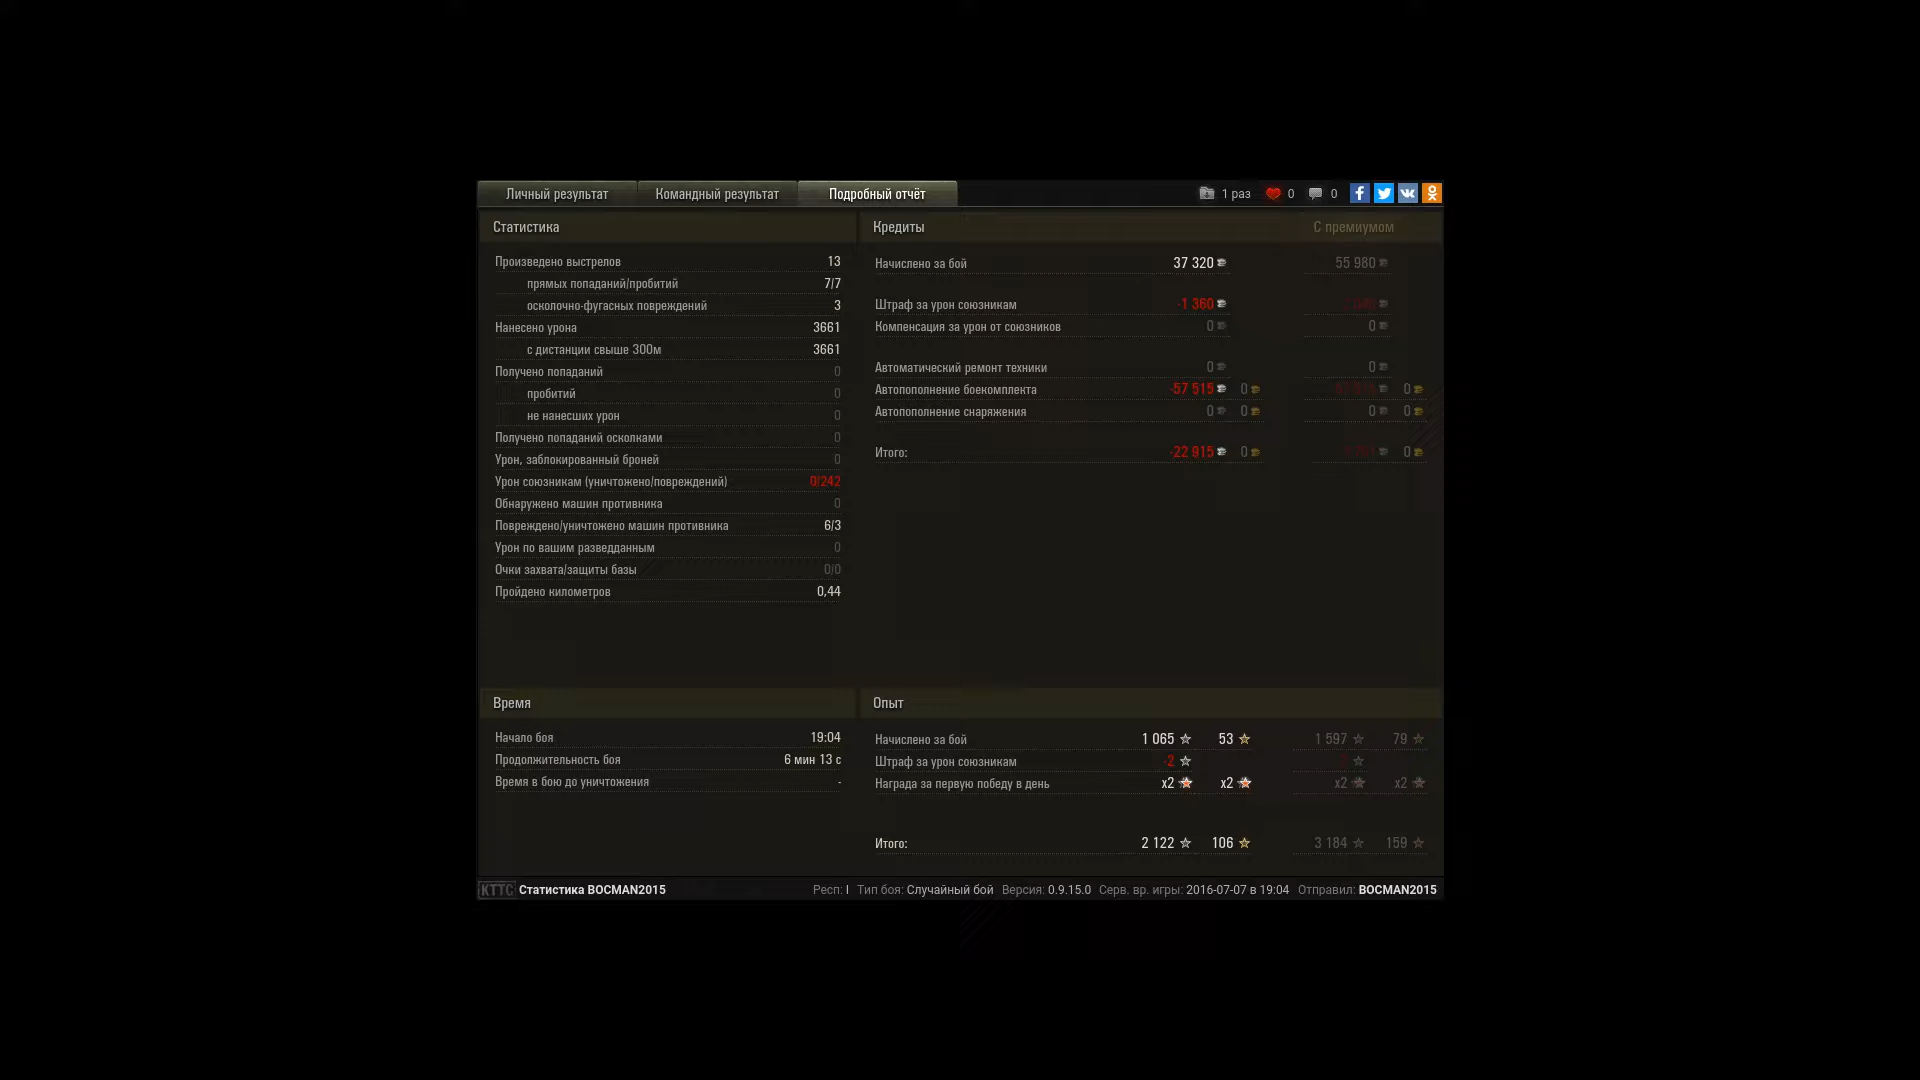 Личный результат Командный результат Подробный отчёт 1 раз 0 0
Статистика
Произведено выстрелов 13
прямых попаданий/пробитий 7/7
осколочно-фугасных повреждений 3
Нанесено урона 3661
с дистанции свыше 300м 3661
Получено попаданий 0
пробитий 0
не нанесших урон 0
Получено попаданий осколками 0
Урон, заблокированный броней 0
Урон союзникам (уничтожено/повреждений) 0/242
Обнаружено машин противника 0
Повреждено/уничтожено машин противника 6/3
Урон по вашим разведданным 0
Очки захвата/защиты базы 0/0
Пройдено километров 0,44
Кредиты С премиумом
Начислено за бой 37 320 55 980
Штраф за урон союзникам -1 360
Компенсация за урон от союзников 0 0
Автоматический ремонт техники 0 0
Автопополнение боекомплекта -57 515 0 0
Автопополнение снаряжения 0 0 0 0
Итого: -22 915 0 0
Время
Начало боя 19:04
Продолжительность боя 6 мин 13 с
Время в бою до уничтожения -
Опыт
Начислено за бой 1 065 53 1 597 79
Штраф за урон союзникам -2
Награда за первую победу в день x2 x2 x2 x2
Итого: 2 122 106 3 184 159
КТТС Статистика BOCMAN2015 Респ: I Тип боя: Случайный бой Версия: 0.9.15.0 Серв. вр. игры: 2016-07-07 в 19:04 Отправил: BOCMAN2015